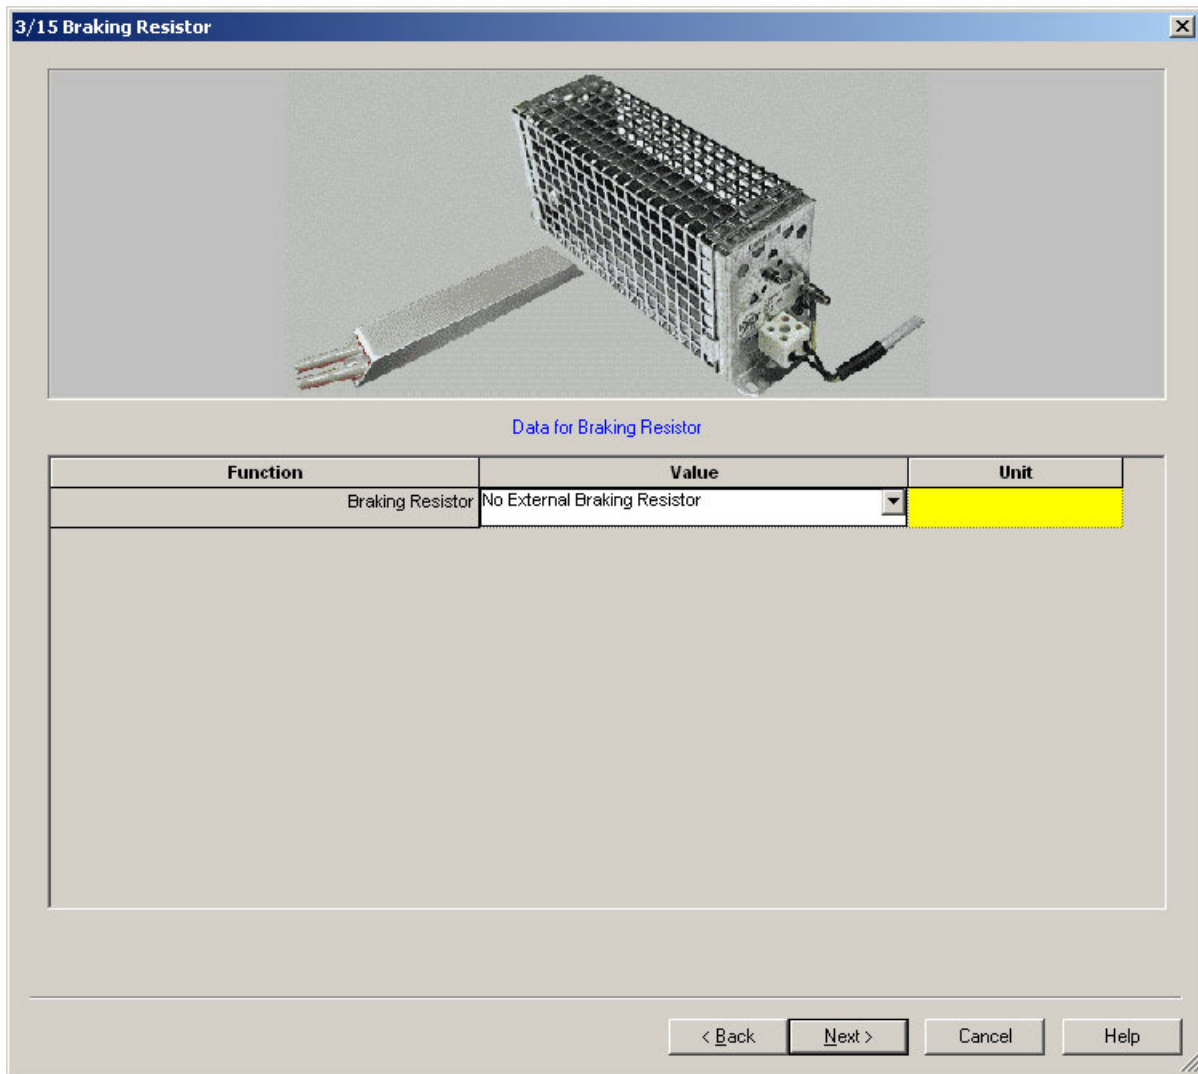 3/15 Braking Resistor
Data for Braking Resistor
Function Value Unit
Braking Resistor No External Braking Resistor
< Back Next > Cancel Help